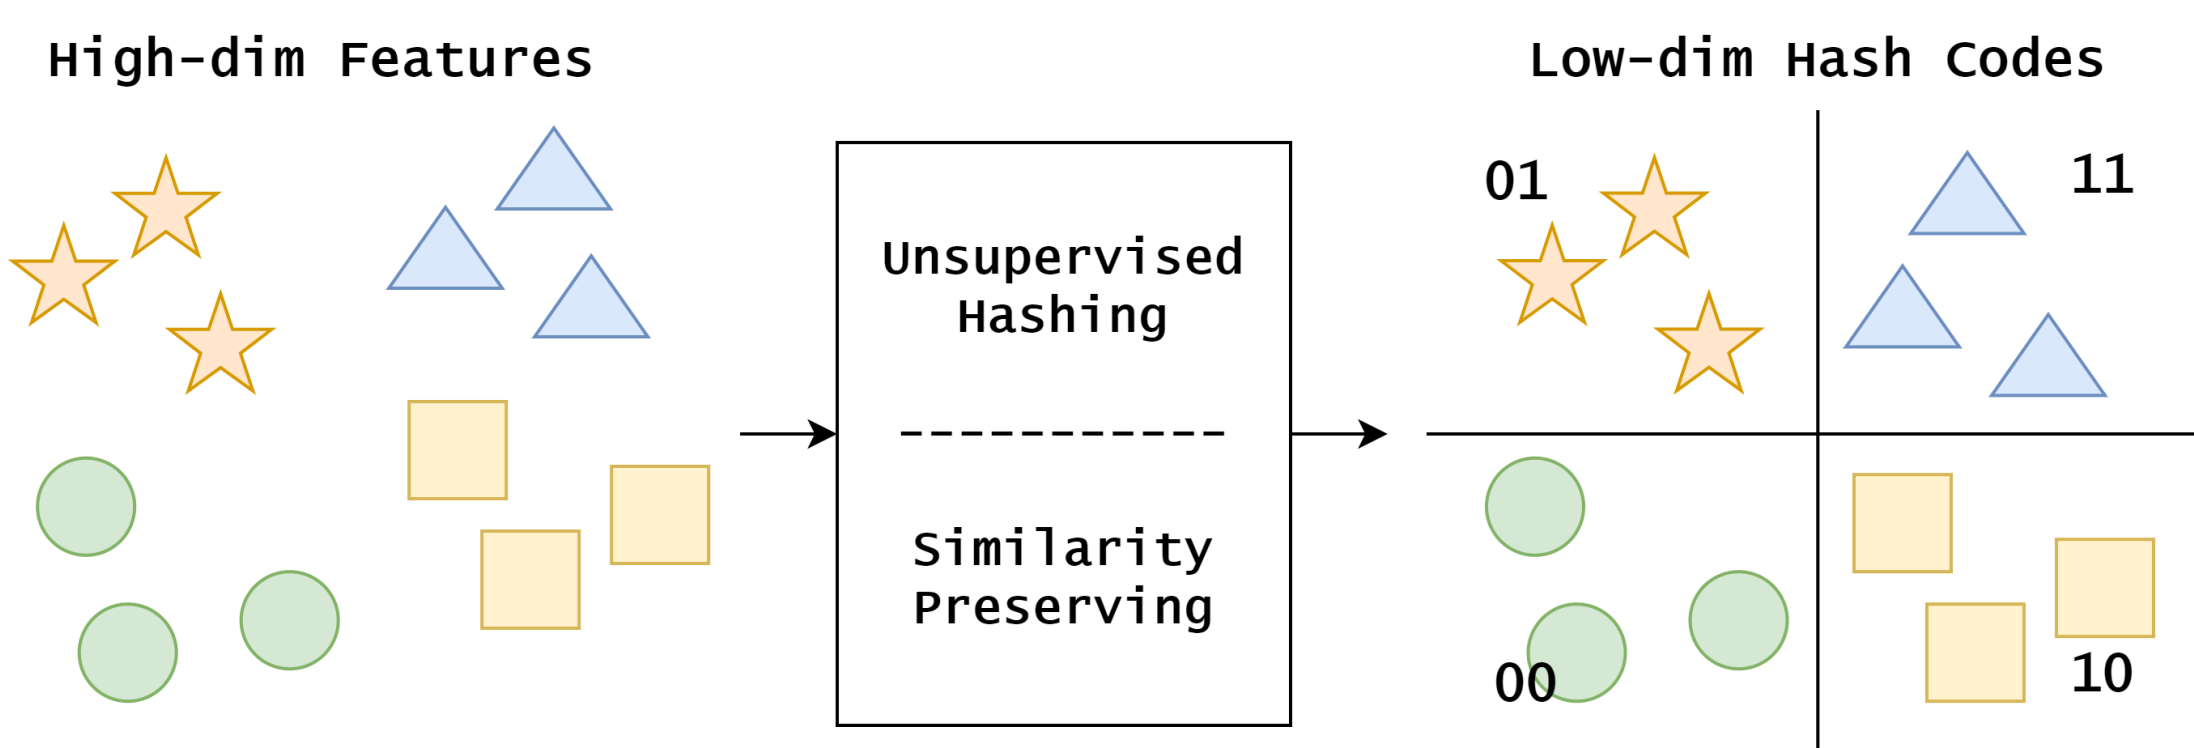 High-dim Features
Low-dim Hash Codes
01
11
Unsupervised
Hashing
Similarity
Preserving
00
10